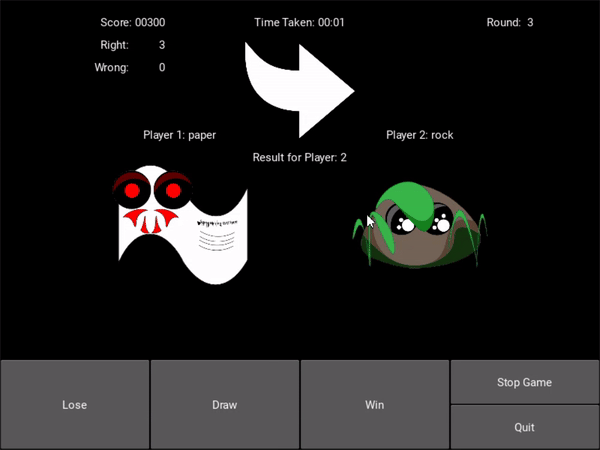 Score: 00300
Time Taken: 00:01
Round: 3
Right: 3
Wrong: 0
Player 1: paper
Player 2: rock
Result for Player: 2
Lose
Draw
Win
Stop Game
Quit